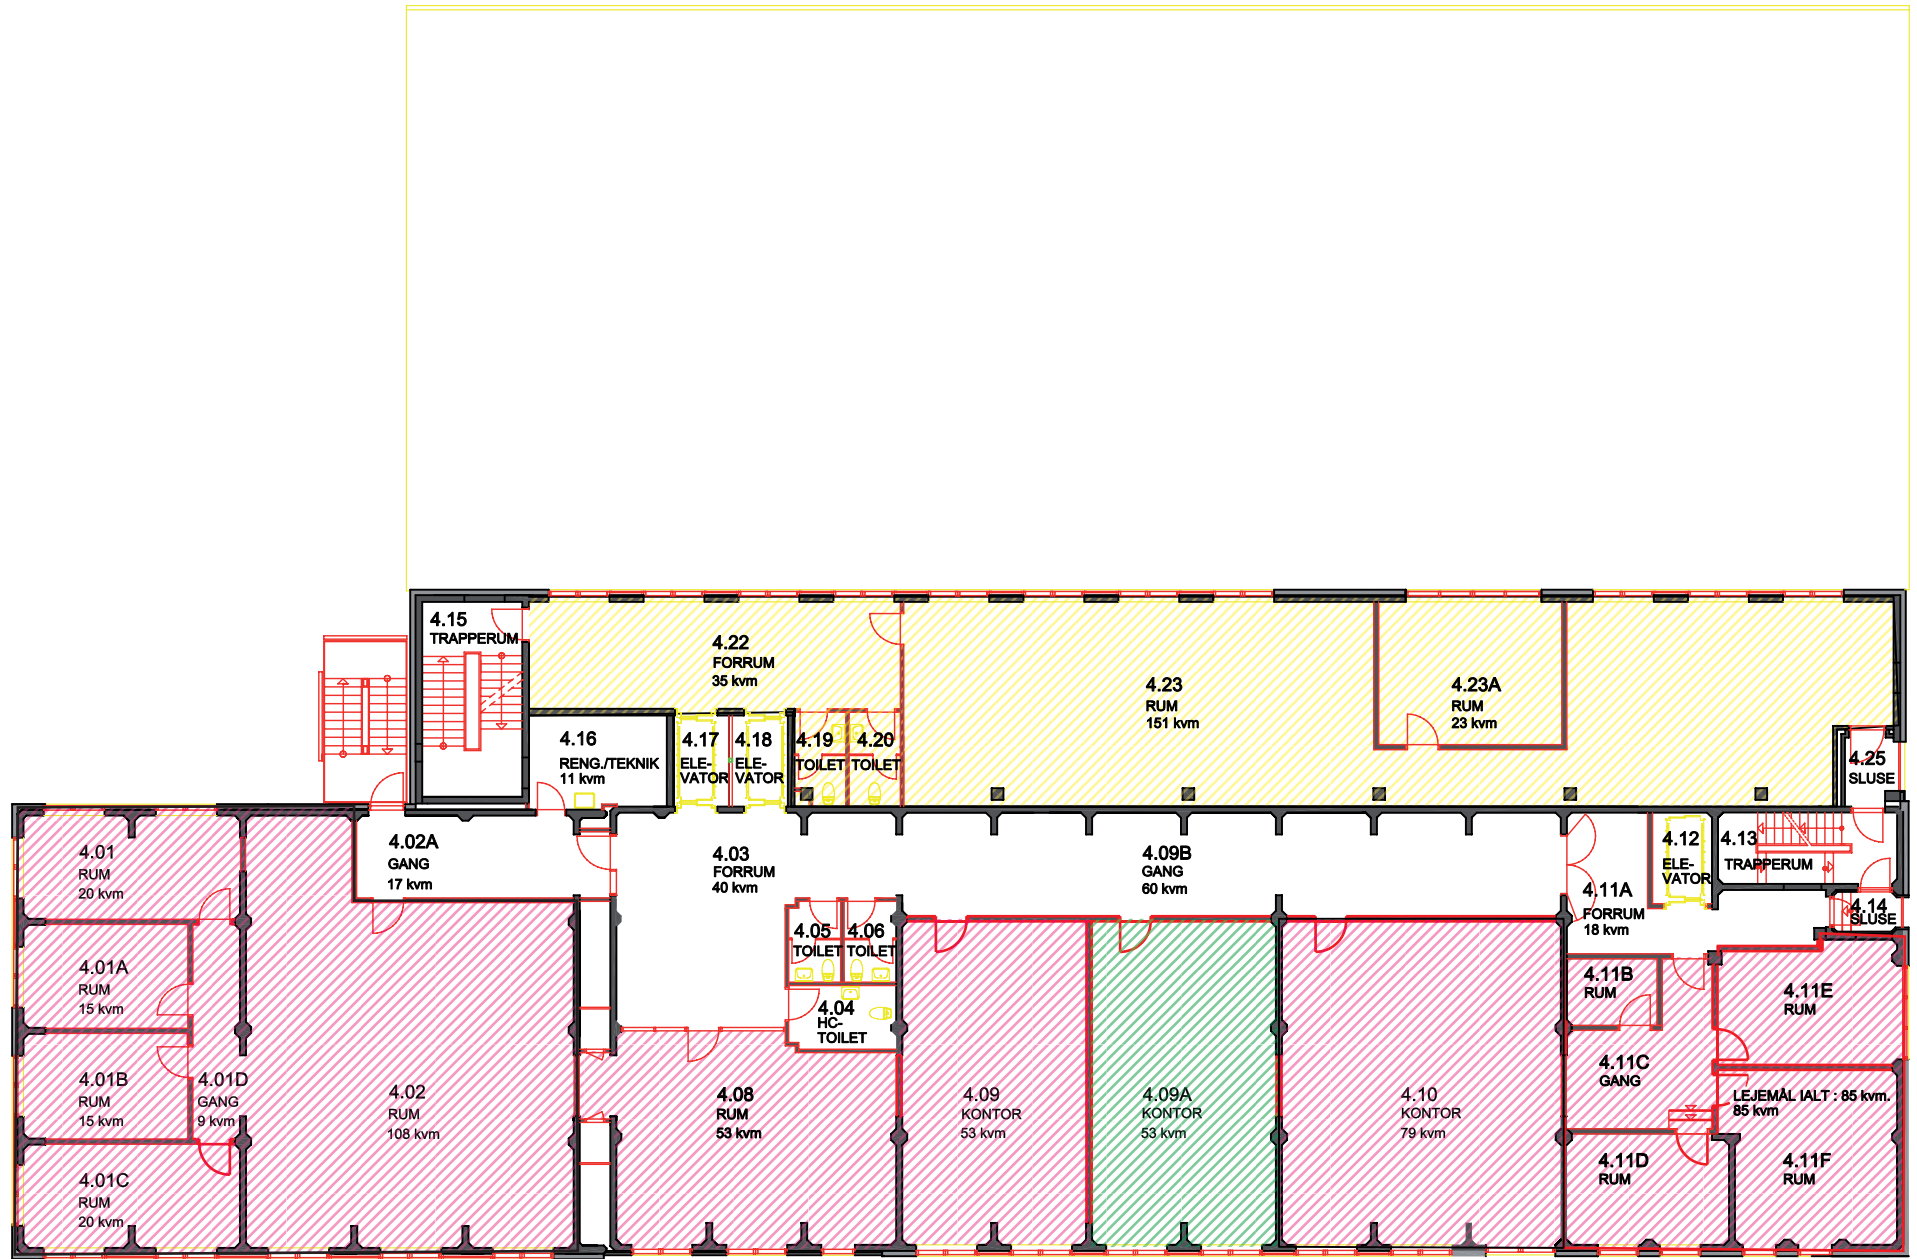 4.15
TRAPPERUM
4.22
FORRUM
35 kvm
4.23
RUM
151 kvm
4.23A
RUM
23 kvm
4.16
RENG./TEKNIK
11 kvm
4.17
ELE-
VATOR
4.18
ELE-
VATOR
4.19
TOILET
4.20
TOILET
4.25
SLUSE
4.01
RUM
20 kvm
4.02A
GANG
17 kvm
4.03
FORRUM
40 kvm
4.09B
GANG
60 kvm
4.11A
FORRUM
18 kvm
4.12
ELE-
VATOR
4.13
TRAPPERUM
4.14
SLUSE
4.05
TOILET
4.06
TOILET
4.04
HC-
TOILET
4.01A
RUM
15 kvm
4.01B
RUM
15 kvm
4.01D
GANG
9 kvm
4.01C
RUM
20 kvm
4.02
RUM
108 kvm
4.08
RUM
53 kvm
4.09
KONTOR
53 kvm
4.09A
KONTOR
53 kvm
4.10
KONTOR
79 kvm
4.11B
RUM
4.11C
GANG
4.11D
RUM
4.11E
RUM
LEJEMÅL IALT : 85 kvm.
85 kvm
4.11F
RUM